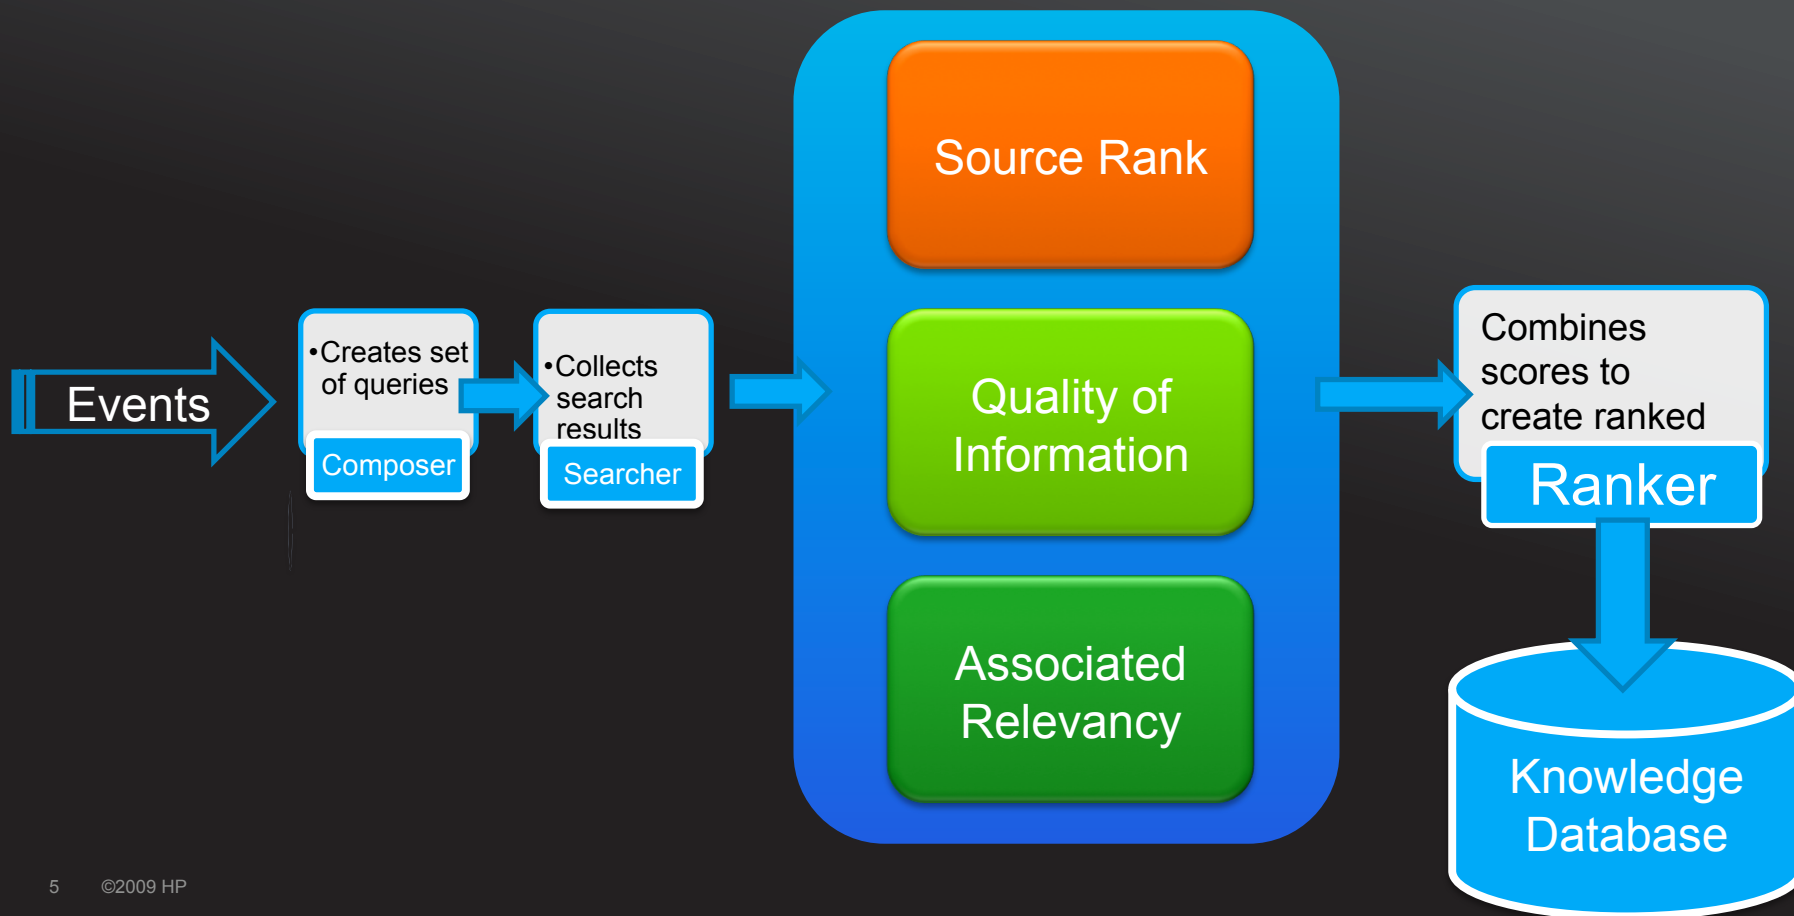 Events
•Creates set
of queries
Composer
•Collects
search
results
Searcher
Source Rank
Quality of
Information
Associated
Relevancy
Combines
scores to
create ranked
Ranker
Knowledge
Database
5 ©2009 HP